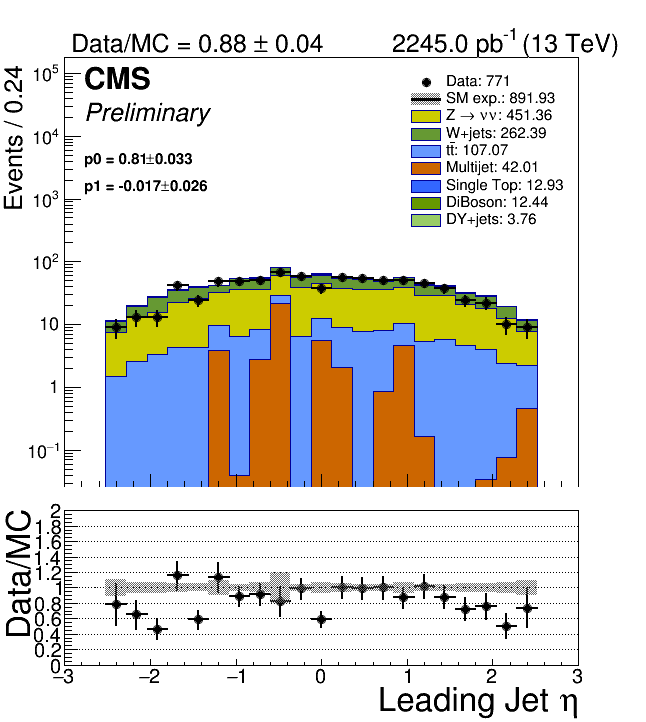 Data/MC = 0.88 ± 0.04
2245.0 pb⁻¹ (13 TeV)
Events / 0.24
CMS
Preliminary
p0 = 0.81±0.033
p1 = -0.017±0.026
Data: 771
SM exp.: 891.93
Z → νν: 451.36
W+jets: 262.39
tt̄: 107.07
Multijet: 42.01
Single Top: 12.93
DiBoson: 12.44
DY+jets: 3.76
10⁵
10⁴
10³
10²
10
1
10⁻¹
Data/MC
2
1.8
1.6
1.4
1.2
1
0.8
0.6
0.4
0.2
0
−3 −2 −1 0 1 2 3
Leading Jet η